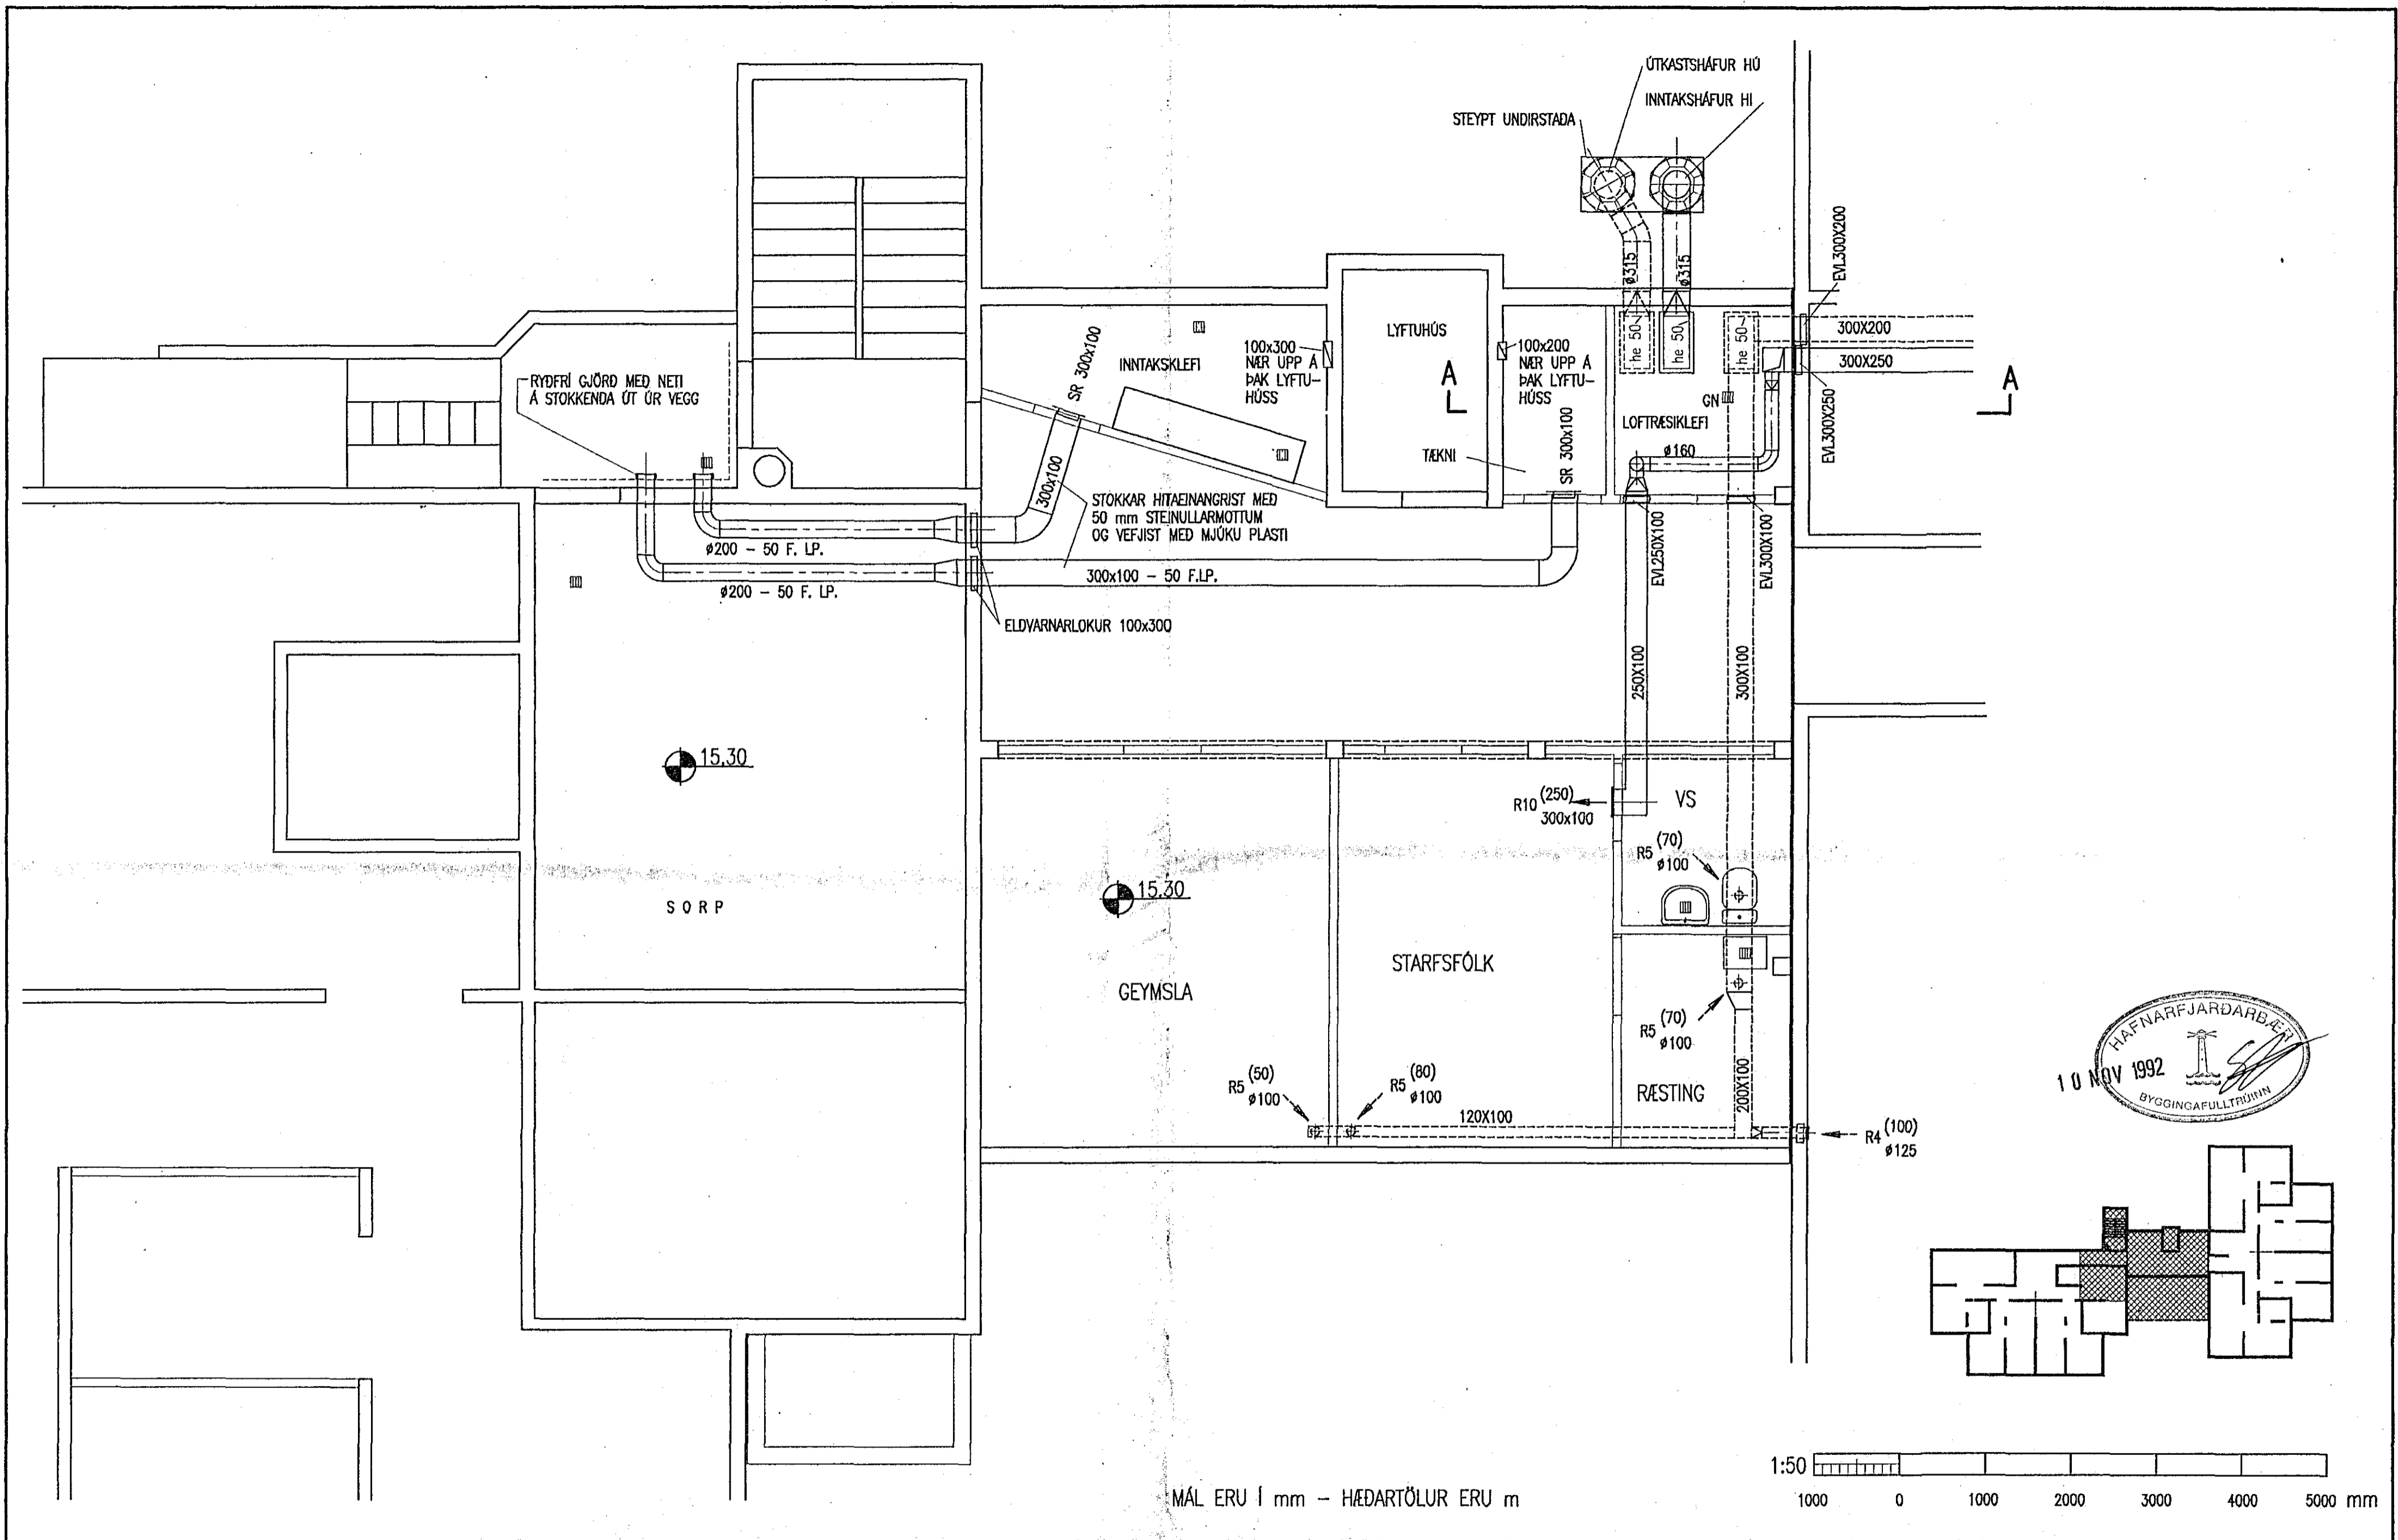 ÚTKASTSHÁFUR HÚ
INNTAKSHÁFUR HI
STEYPT UNDIRSTAÐA
ø315
ø315
EVL300X200
300X200
300X250
EVL300X250
he 50
he 50
he 50
GN
LOFTRÆSIKLEFI
ø160
A
A
LYFTUHÚS
100x300
NÆR UPP Á
ÞAK LYFTU-
HÚSS
100x200
NÆR UPP Á
ÞAK LYFTU-
HÚSS
INNTAKSKLEFI
SR 300x100
TÆKNI
SR 300x100
RYÐFRÍ GJÖRÐ MEÐ NETI
Á STOKKENDA ÚT ÚR VEGG
300x100
STOKKAR HITAEINANGRIST MEÐ
50 mm STEINULLARMOTTUM
OG VEFJIST MEÐ MJÚKU PLASTI
ø200 - 50 F. LP.
ø200 - 50 F. LP.
300x100 - 50 F.LP.
ELDVARNARLOKUR 100x300
EVL250X100
EVL300X100
250X100
300X100
15.30
15.30
SORP
GEYMSLA
STARFSFÓLK
VS
RÆSTING
R10 (250)
300x100
R5 (70)
ø100
R5 (70)
ø100
R5 (50)
ø100
R5 (80)
ø100
120X100
200X100
R4 (100)
ø125
HAFNARFJARÐARBÆR
10 NOV 1992
BYGGINGAFULLTRÚINN
1:50
1000 0 1000 2000 3000 4000 5000 mm
MÁL ERU Í mm - HÆÐARTÖLUR ERU m